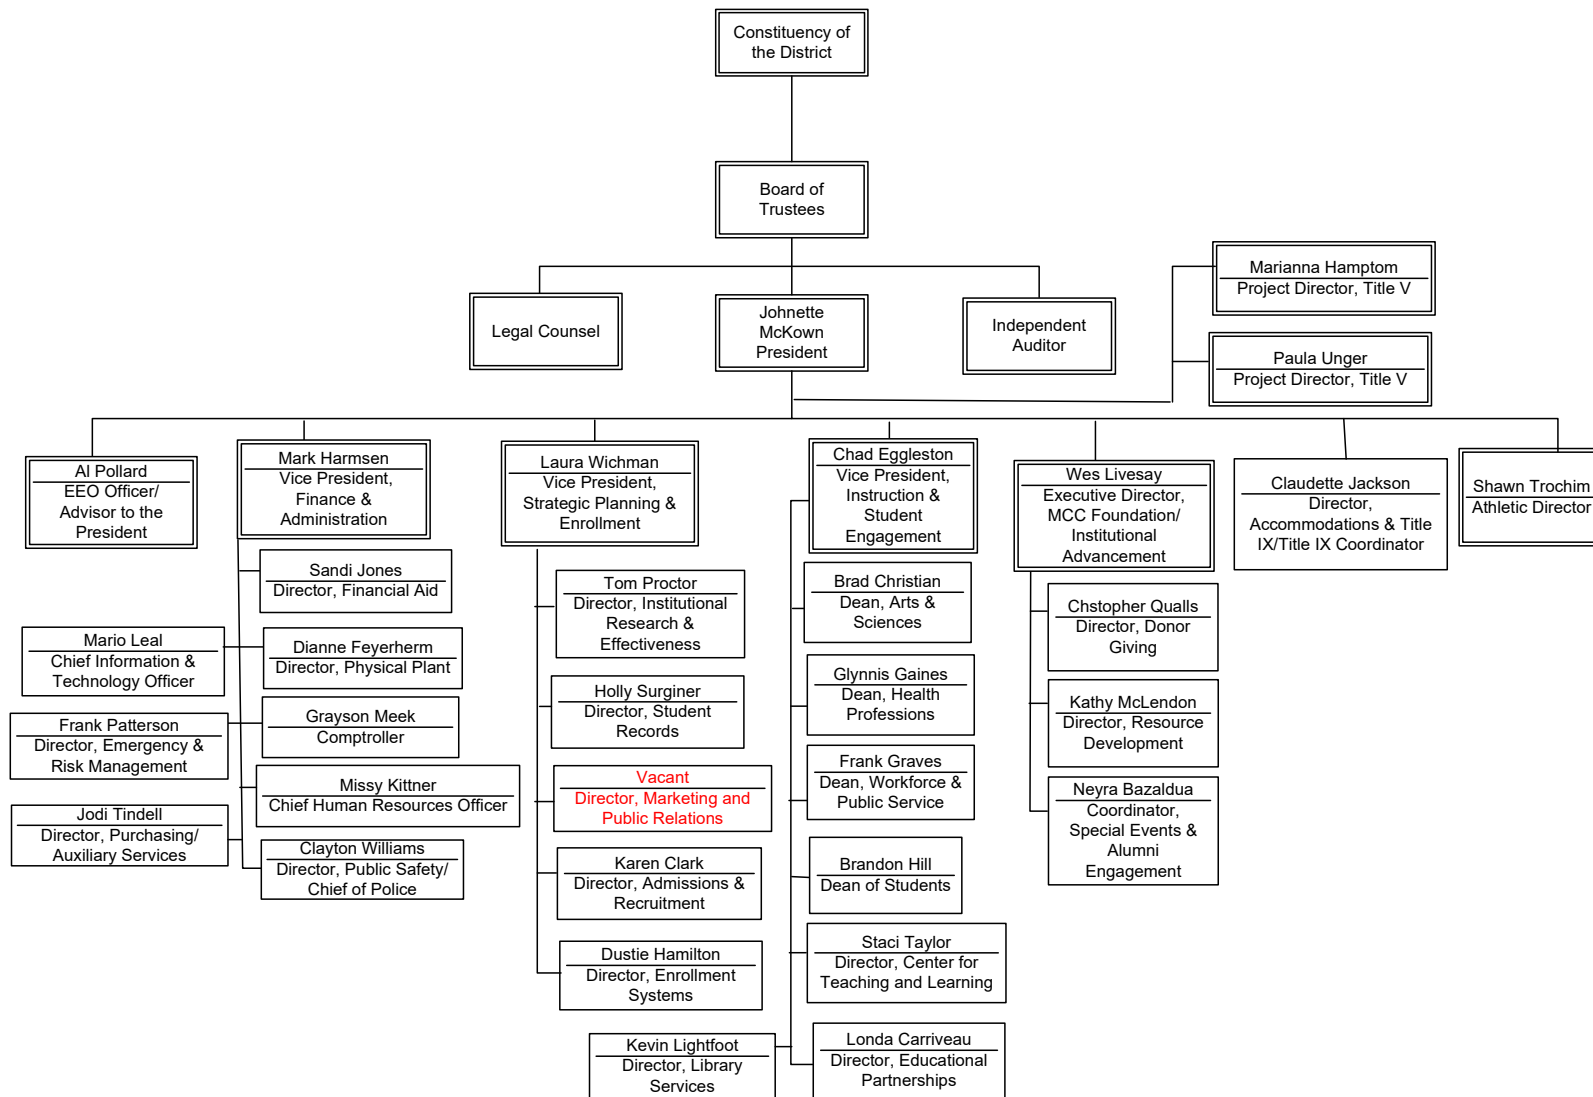 Constituency of
the District
Board of
Trustees
Marianna Hamptom
Project Director, Title V
Legal Counsel
Johnette
McKown
President
Independent
Auditor
Paula Unger
Project Director, Title V
Al Pollard
EEO Officer/
Advisor to the
President
Mark Harmsen
Vice President,
Finance &
Administration
Laura Wichman
Vice President,
Strategic Planning &
Enrollment
Chad Eggleston
Vice President,
Instruction &
Student
Engagement
Wes Livesay
Executive Director,
MCC Foundation/
Institutional
Advancement
Claudette Jackson
Director,
Accommodations & Title
IX/Title IX Coordinator
Shawn Trochim
Athletic Director
Sandi Jones
Director, Financial Aid
Mario Leal
Chief Information &
Technology Officer
Dianne Feyerherm
Director, Physical Plant
Frank Patterson
Director, Emergency &
Risk Management
Grayson Meek
Comptroller
Missy Kittner
Chief Human Resources Officer
Jodi Tindell
Director, Purchasing/
Auxiliary Services
Clayton Williams
Director, Public Safety/
Chief of Police
Tom Proctor
Director, Institutional
Research &
Effectiveness
Holly Surginer
Director, Student
Records
Vacant
Director, Marketing and
Public Relations
Karen Clark
Director, Admissions &
Recruitment
Dustie Hamilton
Director, Enrollment
Systems
Brad Christian
Dean, Arts &
Sciences
Glynnis Gaines
Dean, Health
Professions
Frank Graves
Dean, Workforce &
Public Service
Brandon Hill
Dean of Students
Staci Taylor
Director, Center for
Teaching and Learning
Kevin Lightfoot
Director, Library
Services
Londa Carriveau
Director, Educational
Partnerships
Chstopher Qualls
Director, Donor
Giving
Kathy McLendon
Director, Resource
Development
Neyra Bazaldua
Coordinator,
Special Events &
Alumni
Engagement